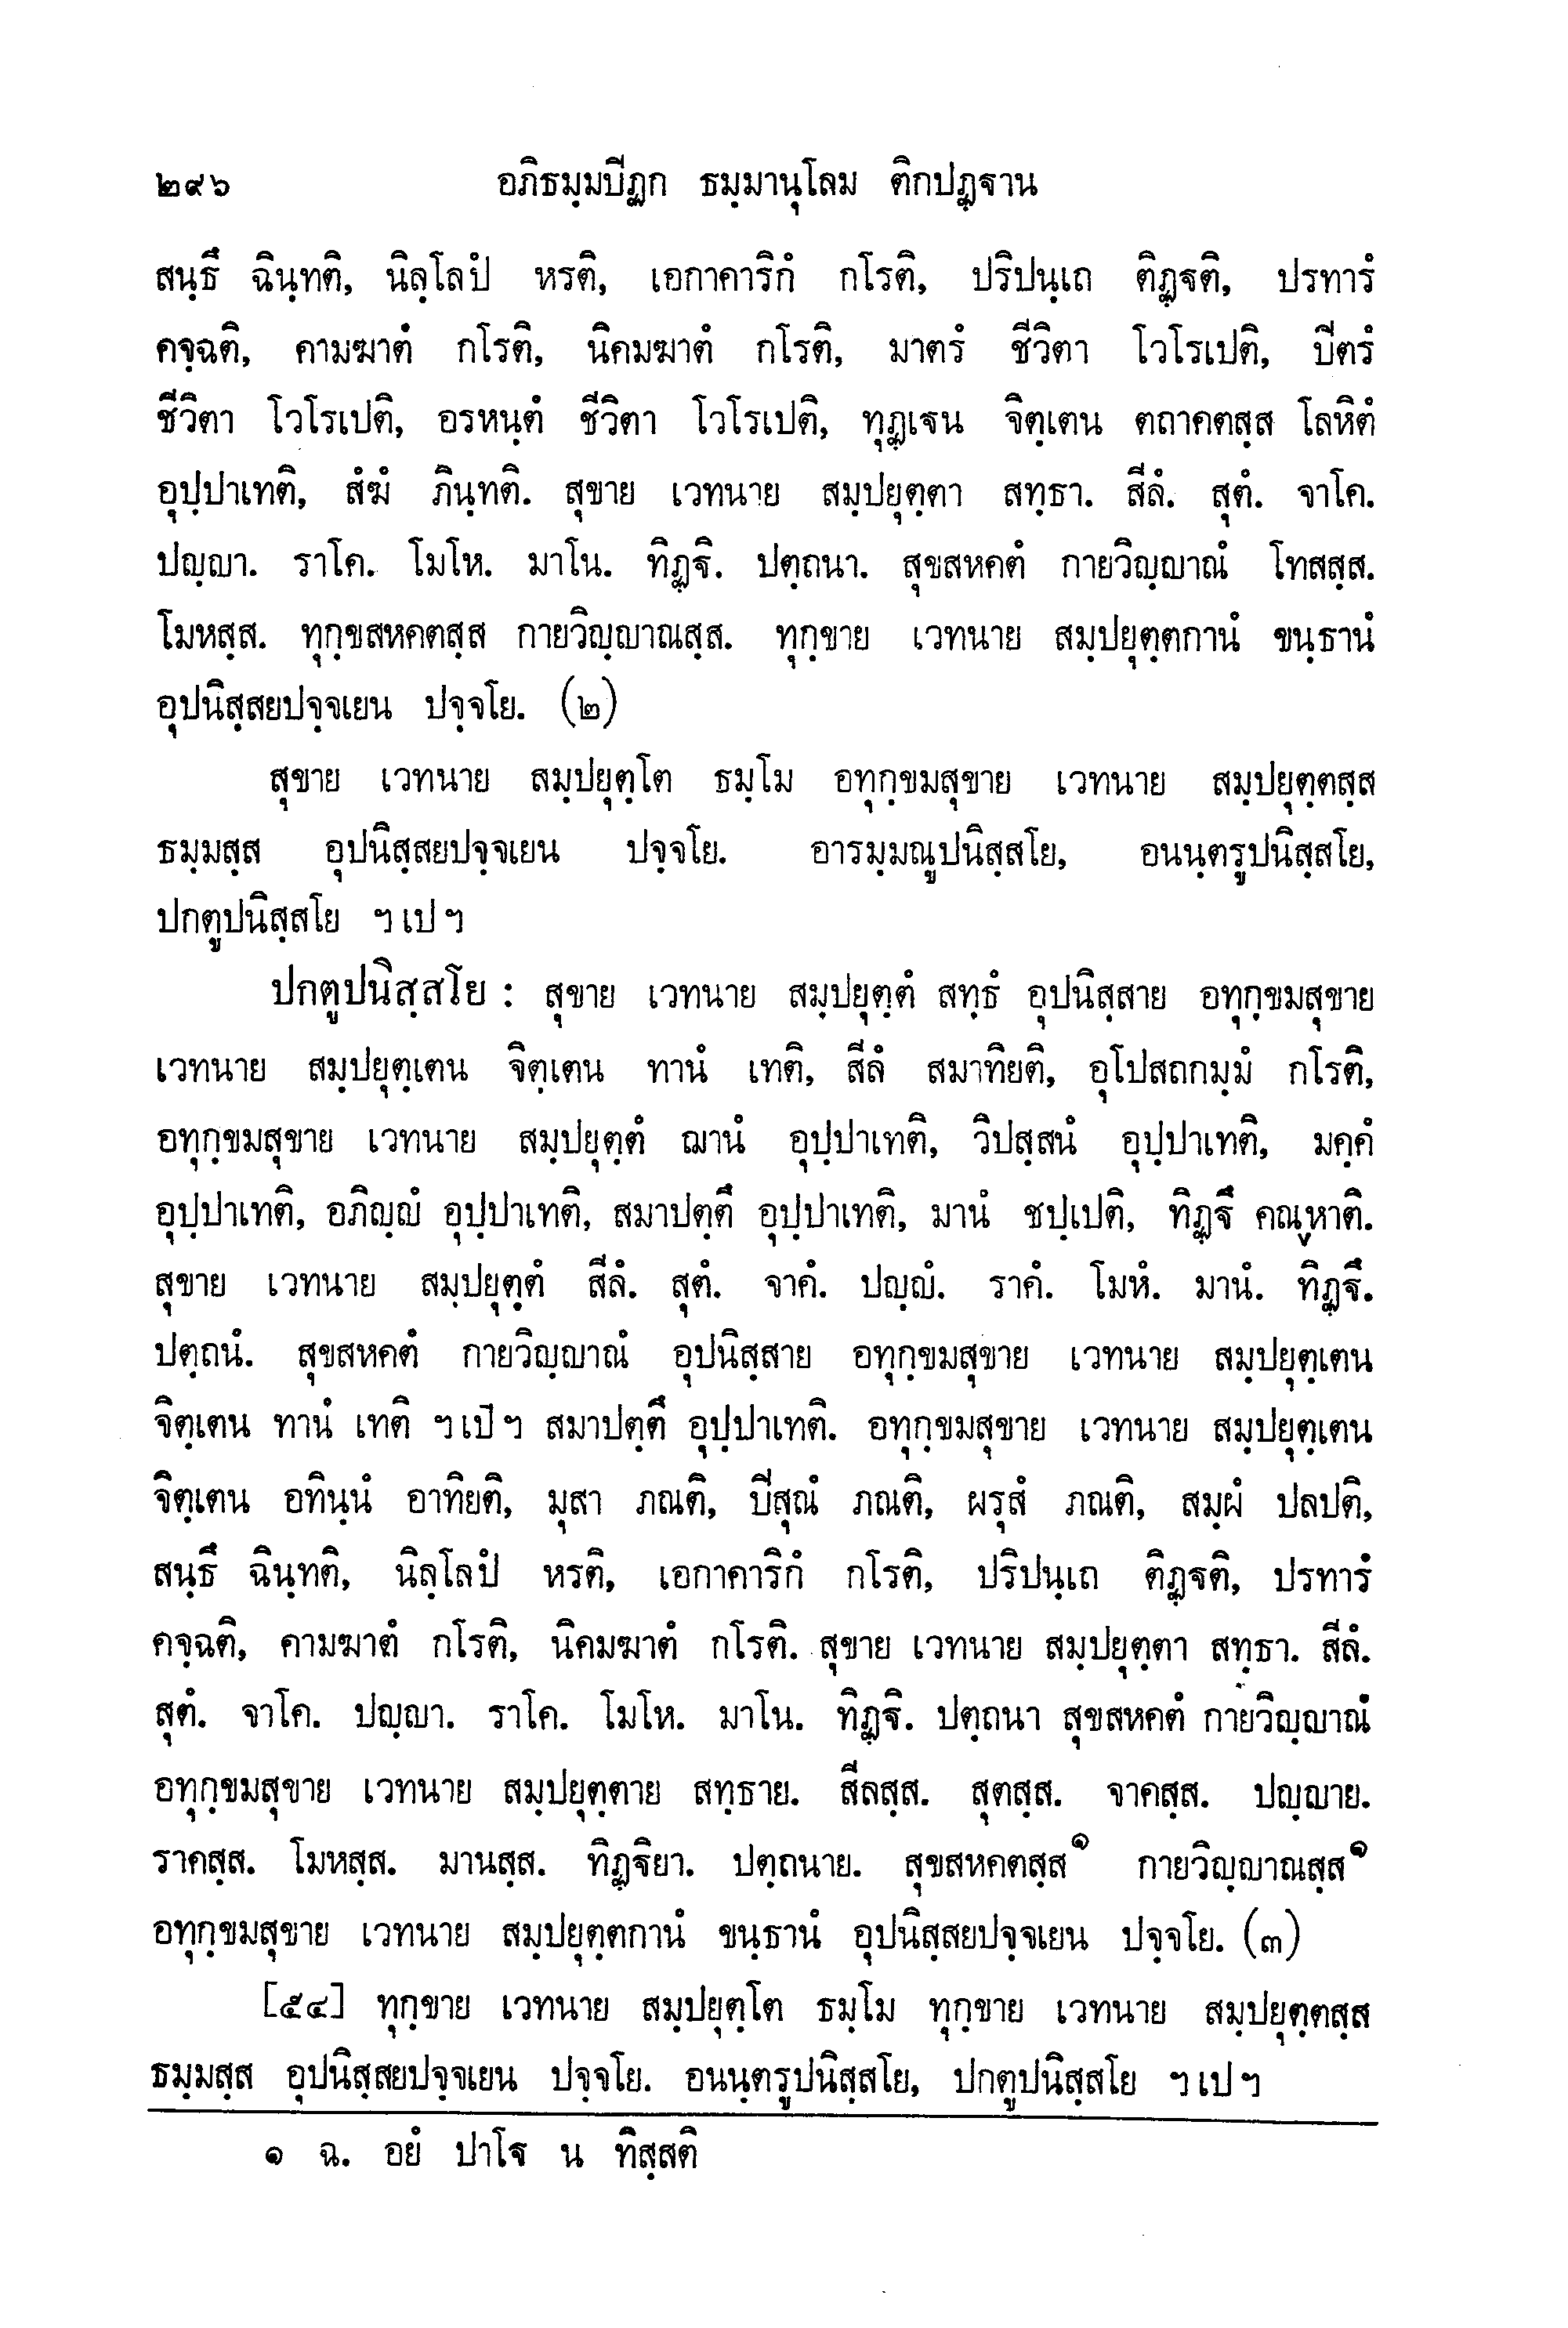 ๒๙๖ อภิธมฺมปิฏก ธมฺมานุโลม ติกปฏฺฐาน
สนฺธึ ฉินฺทติ, นิลฺโลปํ หรติ, เอกาคาริกํ กโรติ, ปริปนฺเถ ติฏฺฐติ, ปรทารํ
คจฺฉติ, คามฆาตํ กโรติ, นิคมฆาตํ กโรติ, มาตรํ ชีวิตา โวโรเปติ, ปิตรํ
ชีวิตา โวโรเปติ, อรหนฺตํ ชีวิตา โวโรเปติ, ทุฏฺเฐน จิตฺเตน ตถาคตสฺส โลหิตํ
อุปฺปาเทติ, สํฆํ ภินฺทติ. สุขาย เวทนาย สมฺปยุตฺตา สทฺธา. สีลํ. สุตํ. จาโค.
ปญฺญา. ราโค. โมโห. มาโน. ทิฏฺฐิ. ปตฺถนา. สุขสหคตํ กายวิญฺญาณํ โทสสฺส.
โมหสฺส. ทุกฺขสหคตสฺส กายวิญฺญาณสฺส. ทุกฺขาย เวทนาย สมฺปยุตฺตกานํ ขนฺธานํ
อุปนิสฺสยปจฺจเยน ปจฺจโย. (๒)
สุขาย เวทนาย สมฺปยุตฺโต ธมฺโม อทุกฺขมสุขาย เวทนาย สมฺปยุตฺตสฺส
ธมฺมสฺส อุปนิสฺสยปจฺจเยน ปจฺจโย. อารมฺมณูปนิสฺสโย, อนนฺตรูปนิสฺสโย,
ปกตูปนิสฺสโย ฯ เป ฯ
ปกตูปนิสฺสโย : สุขาย เวทนาย สมฺปยุตฺตํ สทฺธํ อุปนิสฺสาย อทุกฺขมสุขาย
เวทนาย สมฺปยุตฺเตน จิตฺเตน ทานํ เทติ, สีลํ สมาทิยติ, อุโปสถกมฺมํ กโรติ,
อทุกฺขมสุขาย เวทนาย สมฺปยุตฺตํ ฌานํ อุปฺปาเทติ, วิปสฺสนํ อุปฺปาเทติ, มคฺคํ
อุปฺปาเทติ, อภิญฺญํ อุปฺปาเทติ, สมาปตฺตึ อุปฺปาเทติ, มานํ ชปฺเปติ, ทิฏฺฐึ คณฺหาติ.
สุขาย เวทนาย สมฺปยุตฺตํ สีลํ. สุตํ. จาคํ. ปญฺญํ. ราคํ. โมหํ. มานํ. ทิฏฺฐึ.
ปตฺถนํ. สุขสหคตํ กายวิญฺญาณํ อุปนิสฺสาย อทุกฺขมสุขาย เวทนาย สมฺปยุตฺเตน
จิตฺเตน ทานํ เทติ ฯ เป ฯ สมาปตฺตึ อุปฺปาเทติ. อทุกฺขมสุขาย เวทนาย สมฺปยุตฺเตน
จิตฺเตน อทินฺนํ อาทิยติ, มุสา ภณติ, ปิสุณํ ภณติ, ผรุสํ ภณติ, สมฺผํ ปลปติ,
สนฺธึ ฉินฺทติ, นิลฺโลปํ หรติ, เอกาคาริกํ กโรติ, ปริปนฺเถ ติฏฺฐติ, ปรทารํ
คจฺฉติ, คามฆาตํ กโรติ, นิคมฆาตํ กโรติ. สุขาย เวทนาย สมฺปยุตฺตา สทฺธา. สีลํ.
สุตํ. จาโค. ปญฺญา. ราโค. โมโห. มาโน. ทิฏฺฐิ. ปตฺถนา สุขสหคตํ กายวิญฺญาณํ
อทุกฺขมสุขาย เวทนาย สมฺปยุตฺตาย สทฺธาย. สีลสฺส. สุตสฺส. จาคสฺส. ปญฺญาย.
ราคสฺส. โมหสฺส. มานสฺส. ทิฏฺฐิยา. ปตฺถนาย. สุขสหคตสฺส๑ กายวิญฺญาณสฺส๑
อทุกฺขมสุขาย เวทนาย สมฺปยุตฺตกานํ ขนฺธานํ อุปนิสฺสยปจฺจเยน ปจฺจโย. (๓)
[๕๔] ทุกฺขาย เวทนาย สมฺปยุตฺโต ธมฺโม ทุกฺขาย เวทนาย สมฺปยุตฺตสฺส
ธมฺมสฺส อุปนิสฺสยปจฺจเยน ปจฺจโย. อนนฺตรูปนิสฺสโย, ปกตูปนิสฺสโย ฯ เป ฯ
๑ ฉ. อยํ ปาโฐ น ทิสฺสติ